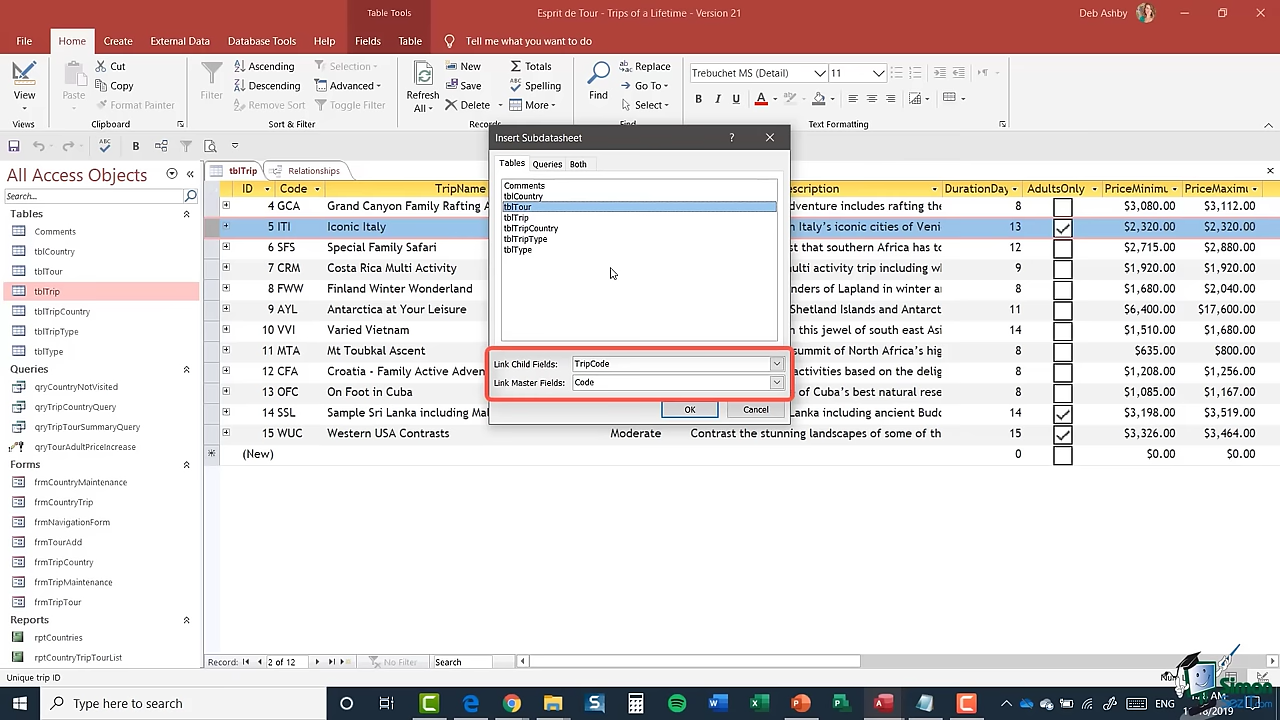 Table Tools
Esprit de Tour - Trips of a Lifetime - Version 21
Deb Ashby
File Home Create External Data Database Tools Help Fields Table Tell me what you want to do
View
Views
Paste
Cut
Copy
Format Painter
Clipboard
Filter
Ascending
Descending
Remove Sort
Selection
Advanced
Toggle Filter
Sort & Filter
Refresh
All
New
Save
Delete
Totals
Spelling
More
Records
Find
Replace
Go To
Select
Find
Trebuchet MS (Detail) 11
B I U A
Text Formatting
ABC
B
All Access Objects «
Search...
Tables
Comments
tblCountry
tblTour
tblTrip
tblTripCountry
tblTripType
tblType
Queries
qryCountryNotVisited
qryTripCountryQuery
qryTripTourSummaryQuery
qryTourAdultPriceIncrease
Forms
frmCountryMaintenance
frmCountryTrip
frmNavigationForm
frmTourAdd
frmTripCountry
frmTripMaintenance
frmTripTour
Reports
rptCountries
rptCountryTripTourList
tblTrip Relationships
ID Code TripName scription DurationDay AdultsOnly PriceMinimu PriceMaximu
4 GCA Grand Canyon Family Rafting A dventure includes rafting the 8 $3,080.00 $3,112.00
5 ITI Iconic Italy n Italy's iconic cities of Veni 13 $2,320.00 $2,320.00
6 SFS Special Family Safari st that southern Africa has to 12 $2,715.00 $2,880.00
7 CRM Costa Rica Multi Activity ulti activity trip including wh 9 $1,920.00 $1,920.00
8 FWW Finland Winter Wonderland nders of Lapland in winter a 8 $1,680.00 $2,040.00
9 AYL Antarctica at Your Leisure Shetland Islands and Antarct 11 $6,400.00 $17,600.00
10 VVI Varied Vietnam n this jewel of south east Asi 14 $1,510.00 $1,680.00
11 MTA Mt Toubkal Ascent summit of North Africa's hig 8 $635.00 $800.00
12 CFA Croatia - Family Active Adven activities based on the delig 8 $1,208.00 $1,256.00
13 OFC On Foot in Cuba f Cuba's best natural resou 8 $1,165.00
14 SSL Sample Sri Lanka including Mal Lanka including ancient Budd 14 $3,198.00 $3,519.00
15 WUC Western USA Contrasts Moderate Contrast the stunning landscapes of some of th 15 $3,326.00 $3,464.00
(New) 0 $0.00 $0.00
Insert Subdatasheet ?
Tables Queries Both
Comments
tblCountry
tblTour
tblTrip
tblTripCountry
tblTripType
tblType
Link Child Fields: TripCode
Link Master Fields: Code
OK Cancel
Record: 2 of 12 No Filter Search
Unique trip ID
Type here to search
ENG